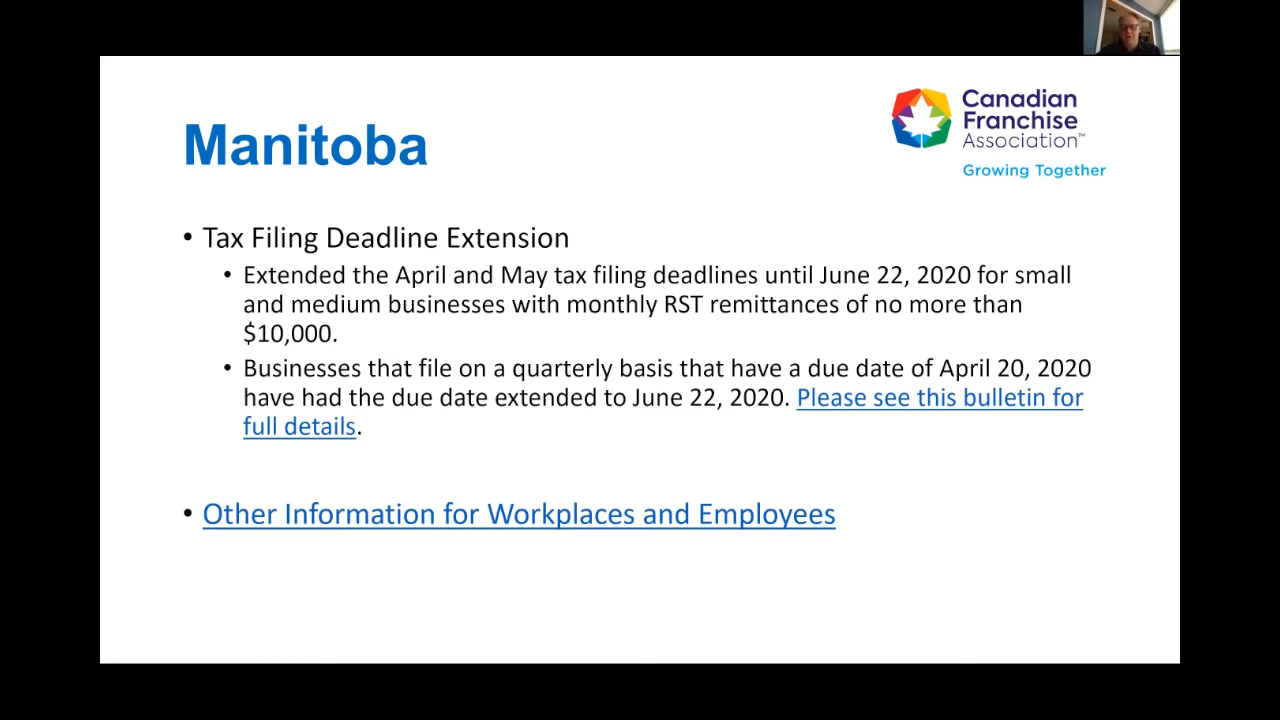 Canadian
Franchise
Association™
Growing Together
Manitoba
• Tax Filing Deadline Extension
• Extended the April and May tax filing deadlines until June 22, 2020 for small
and medium businesses with monthly RST remittances of no more than
$10,000.
• Businesses that file on a quarterly basis that have a due date of April 20, 2020
have had the due date extended to June 22, 2020. Please see this bulletin for
full details.
• Other Information for Workplaces and Employees